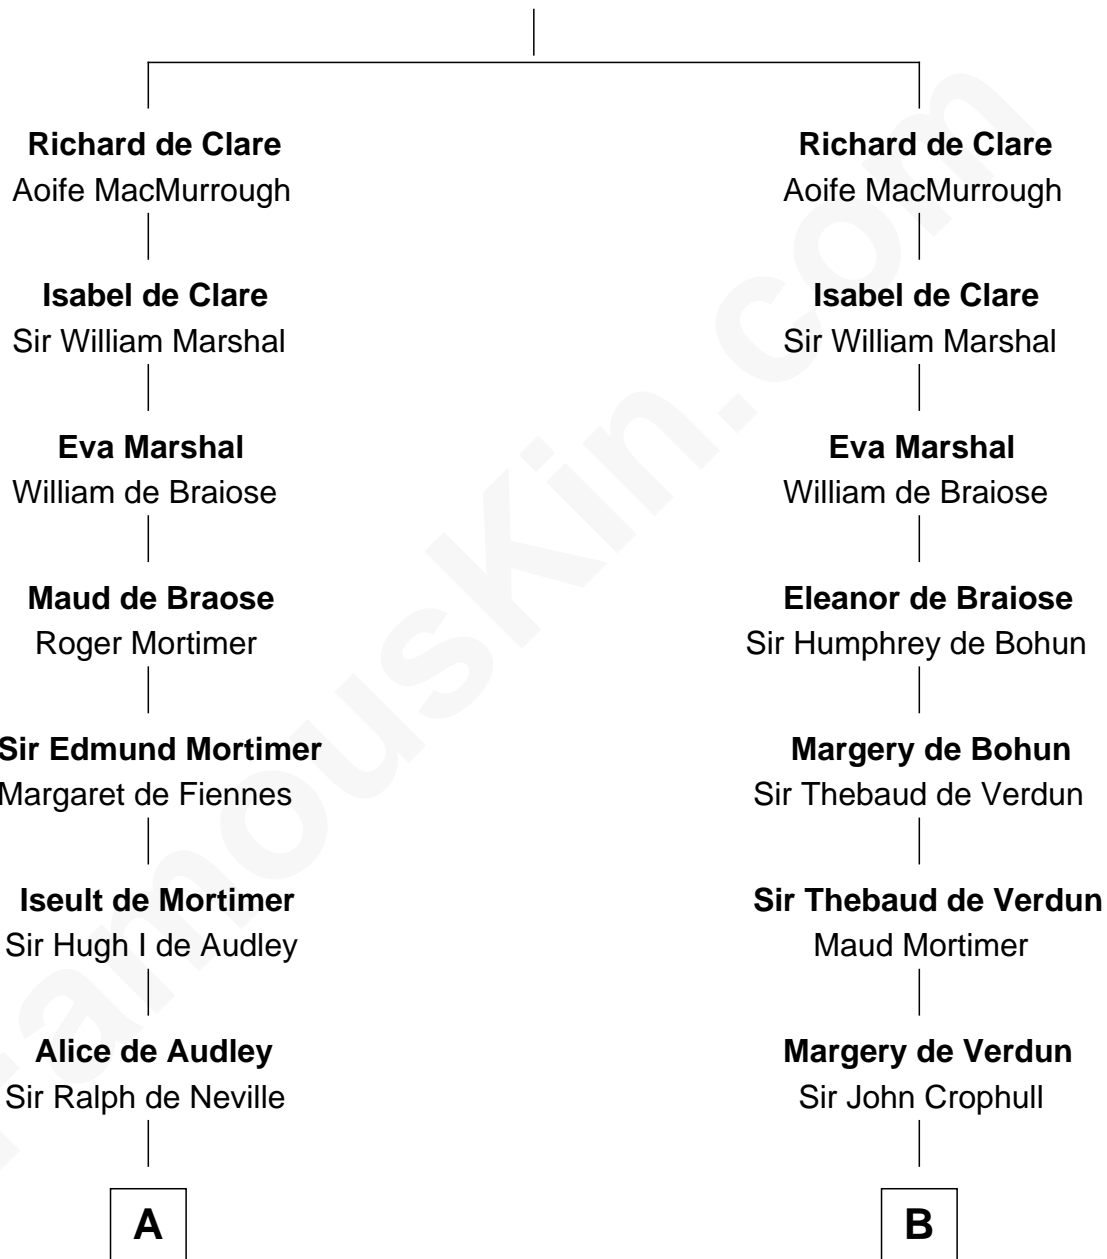 Richard de Clare
Aoife MacMurrough
Isabel de Clare
Sir William Marshal
Eva Marshal
William de Braiose
Maud de Braose
Roger Mortimer
Sir Edmund Mortimer
Margaret de Fiennes
Iseult de Mortimer
Sir Hugh I de Audley
Alice de Audley
Sir Ralph de Neville
A
Richard de Clare
Aoife MacMurrough
Isabel de Clare
Sir William Marshal
Eva Marshal
William de Braiose
Eleanor de Braiose
Sir Humphrey de Bohun
Margery de Bohun
Sir Thebaud de Verdun
Sir Thebaud de Verdun
Maud Mortimer
Margery de Verdun
Sir John Crophull
B
FamousKin.com